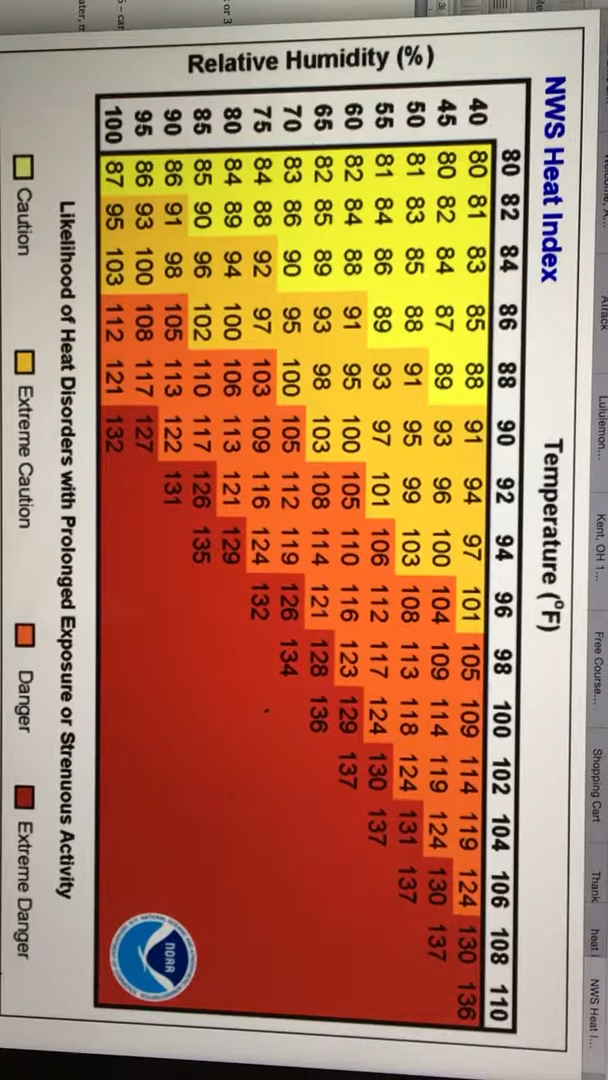 NWS Heat Index
Temperature (°F)
80 82 84 86 88 90 92 94 96 98 100 102 104 106 108 110
40 80 81 83 85 88 91 94 97 101 105 109 114 119 124 130 136
45 80 82 84 87 89 93 96 100 104 109 114 119 124 130 137
50 81 83 85 88 91 95 99 103 108 113 118 124 131 137
55 81 84 86 89 93 97 101 106 112 117 124 130 137
60 82 84 88 91 95 100 105 110 116 123 129 137
65 82 85 89 93 98 103 108 114 121 128 136
70 83 86 90 95 100 105 112 119 126 134
75 84 88 92 97 103 109 116 124 132
80 84 89 94 100 106 113 121 129
85 85 90 96 102 110 117 126 135
90 86 91 98 105 113 122 131
95 86 93 100 108 117 127
100 87 95 103 112 121 132
Relative Humidity (%)
NOAA
Likelihood of Heat Disorders with Prolonged Exposure or Strenuous Activity
Caution Extreme Caution Danger Extreme Danger
Lululemon...
Kent, OH 1...
Free Course...
Shopping Cart
Thank
heat i
NWS Heat I...
: or 3